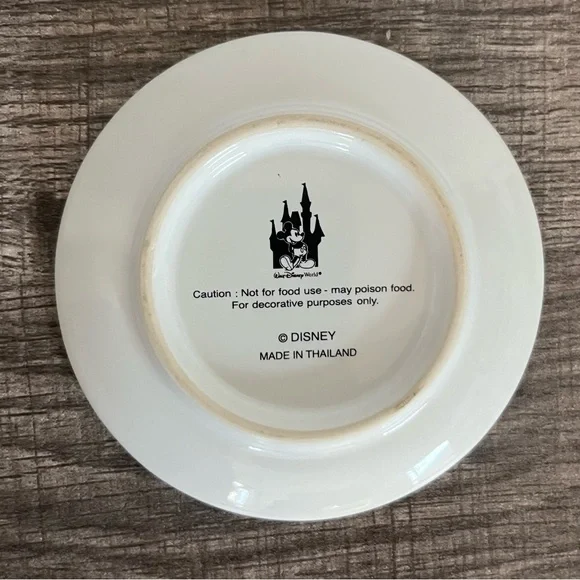 Walt Disney World®
Caution : Not for food use - may poison food.
For decorative purposes only.
© DISNEY
MADE IN THAILAND